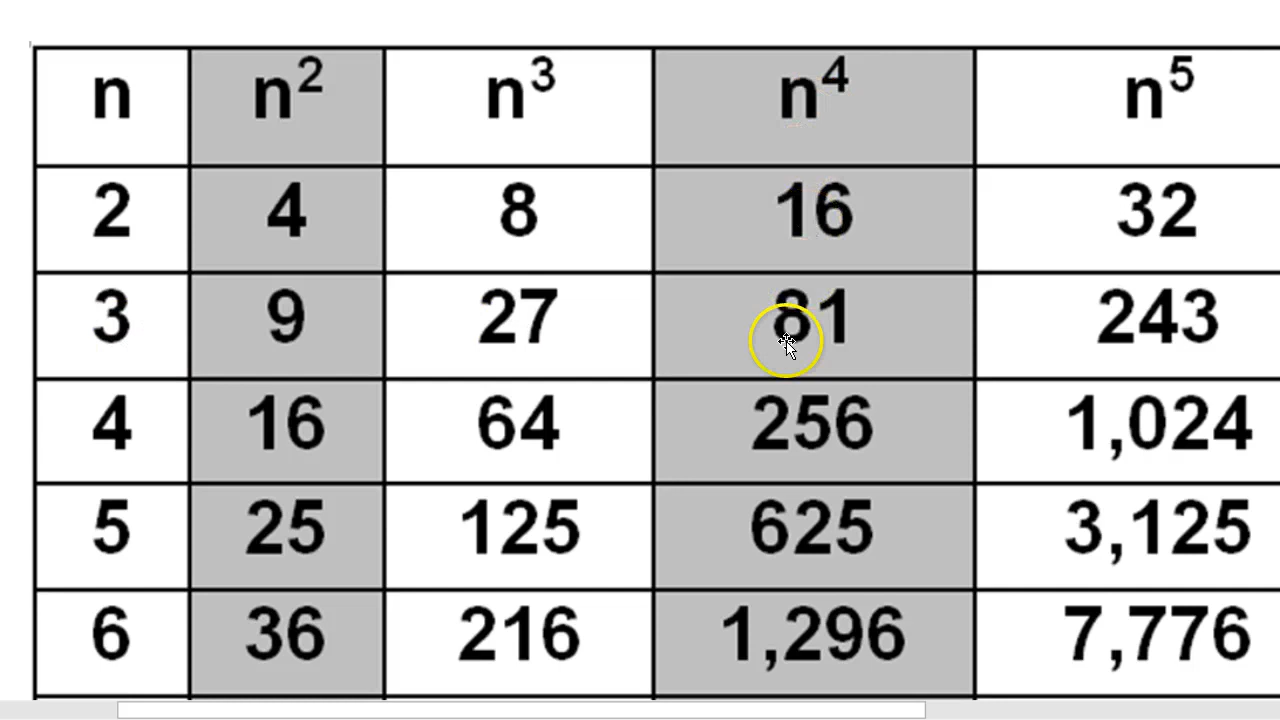 n n² n³ n⁴ n⁵
2 4 8 16 32
3 9 27 81 243
4 16 64 256 1,024
5 25 125 625 3,125
6 36 216 1,296 7,776